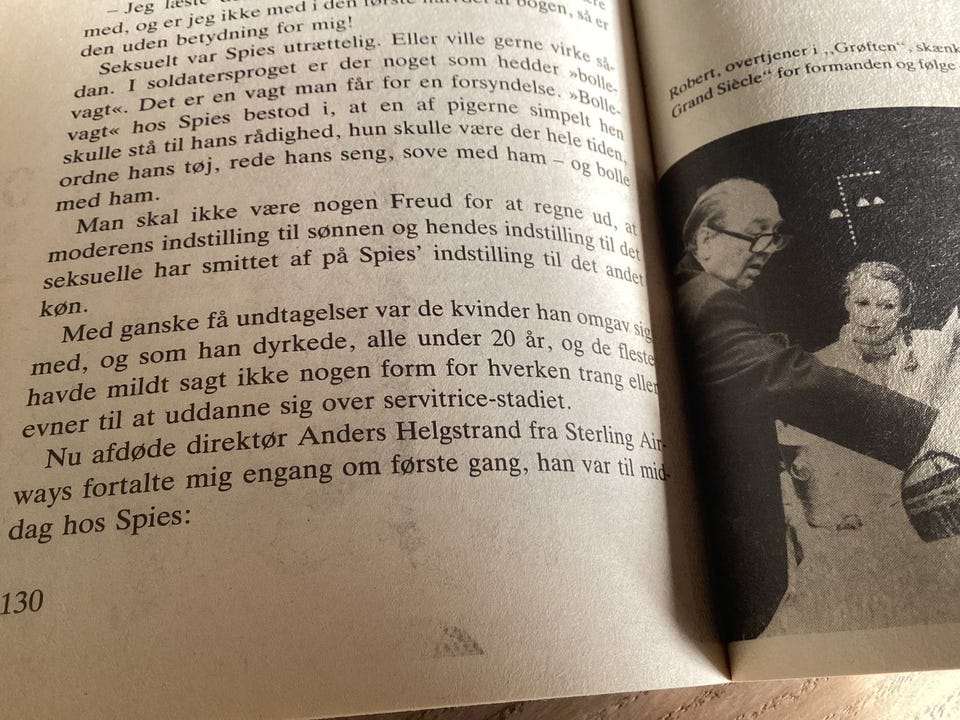 – Jeg læste
med, og er jeg ikke med i den første halvdel af bogen, så er
den uden betydning for mig!
Seksuelt var Spies utrættelig. Eller ville gerne virke så-
dan. I soldatersproget er der noget som hedder »bolle-
vagt«. Det er en vagt man får for en forsyndelse. »Bolle-
vagt« hos Spies bestod i, at en af pigerne simpelt hen
skulle stå til hans rådighed, hun skulle være der hele tiden,
ordne hans tøj, rede hans seng, sove med ham – og bolle
med ham.
Man skal ikke være nogen Freud for at regne ud, at
moderens indstilling til sønnen og hendes indstilling til det
seksuelle har smittet af på Spies’ indstilling til det andet
køn.
Med ganske få undtagelser var de kvinder han omgav sig
med, og som han dyrkede, alle under 20 år, og de fleste
havde mildt sagt ikke nogen form for hverken trang eller
evner til at uddanne sig over servitrice-stadiet.
Nu afdøde direktør Anders Helgstrand fra Sterling Air-
ways fortalte mig engang om første gang, han var til mid-
dag hos Spies:
130
Robert, overtjener i „Grøften“, skænk
Grand Siècle“ for formanden og følge